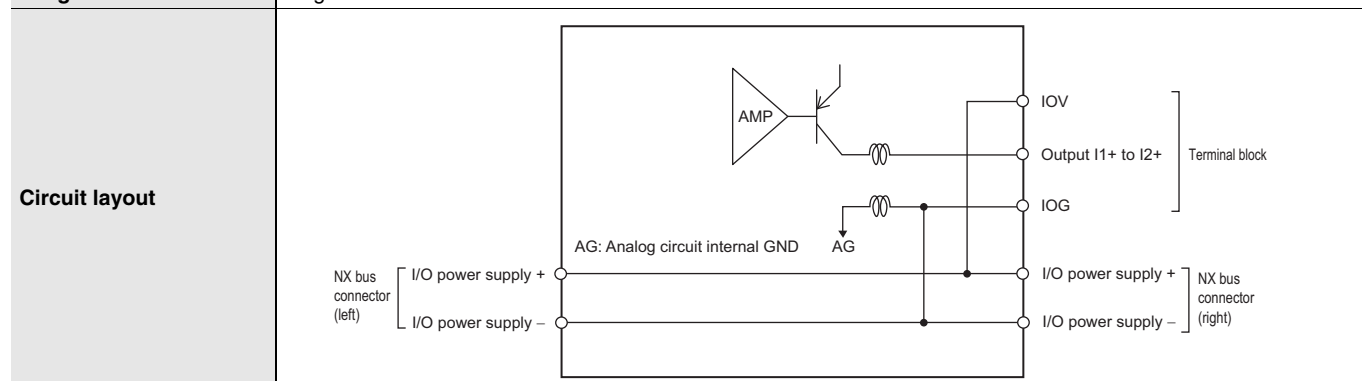 Circuit layout
AMP
IOV
Output I1+ to I2+
Terminal block
IOG
AG: Analog circuit internal GND
AG
NX bus
connector
(left)
I/O power supply +
I/O power supply –
I/O power supply +
I/O power supply –
NX bus
connector
(right)